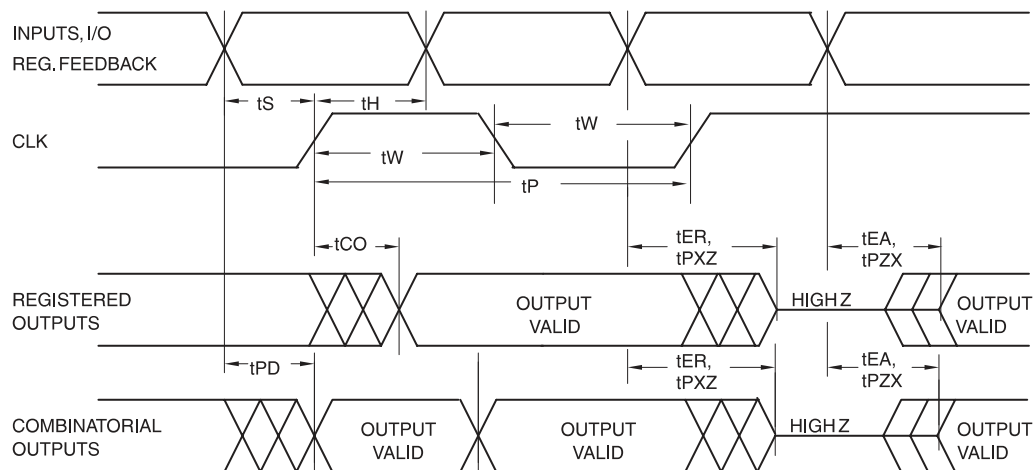 INPUTS, I/O
REG. FEEDBACK
tS
tH
CLK
tW
tW
tP
tCO
tER,
tPXZ
tEA,
tPZX
REGISTERED
OUTPUTS
OUTPUT
VALID
HIGH Z
OUTPUT
VALID
tPD
tER,
tPXZ
tEA,
tPZX
COMBINATORIAL
OUTPUTS
OUTPUT
VALID
OUTPUT
VALID
HIGH Z
OUTPUT
VALID